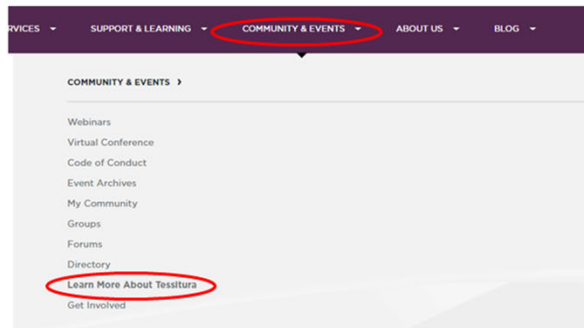 RVICES SUPPORT & LEARNING COMMUNITY & EVENTS ABOUT US BLOG
COMMUNITY & EVENTS >
Webinars
Virtual Conference
Code of Conduct
Event Archives
My Community
Groups
Forums
Directory
Learn More About Tessitura
Get Involved